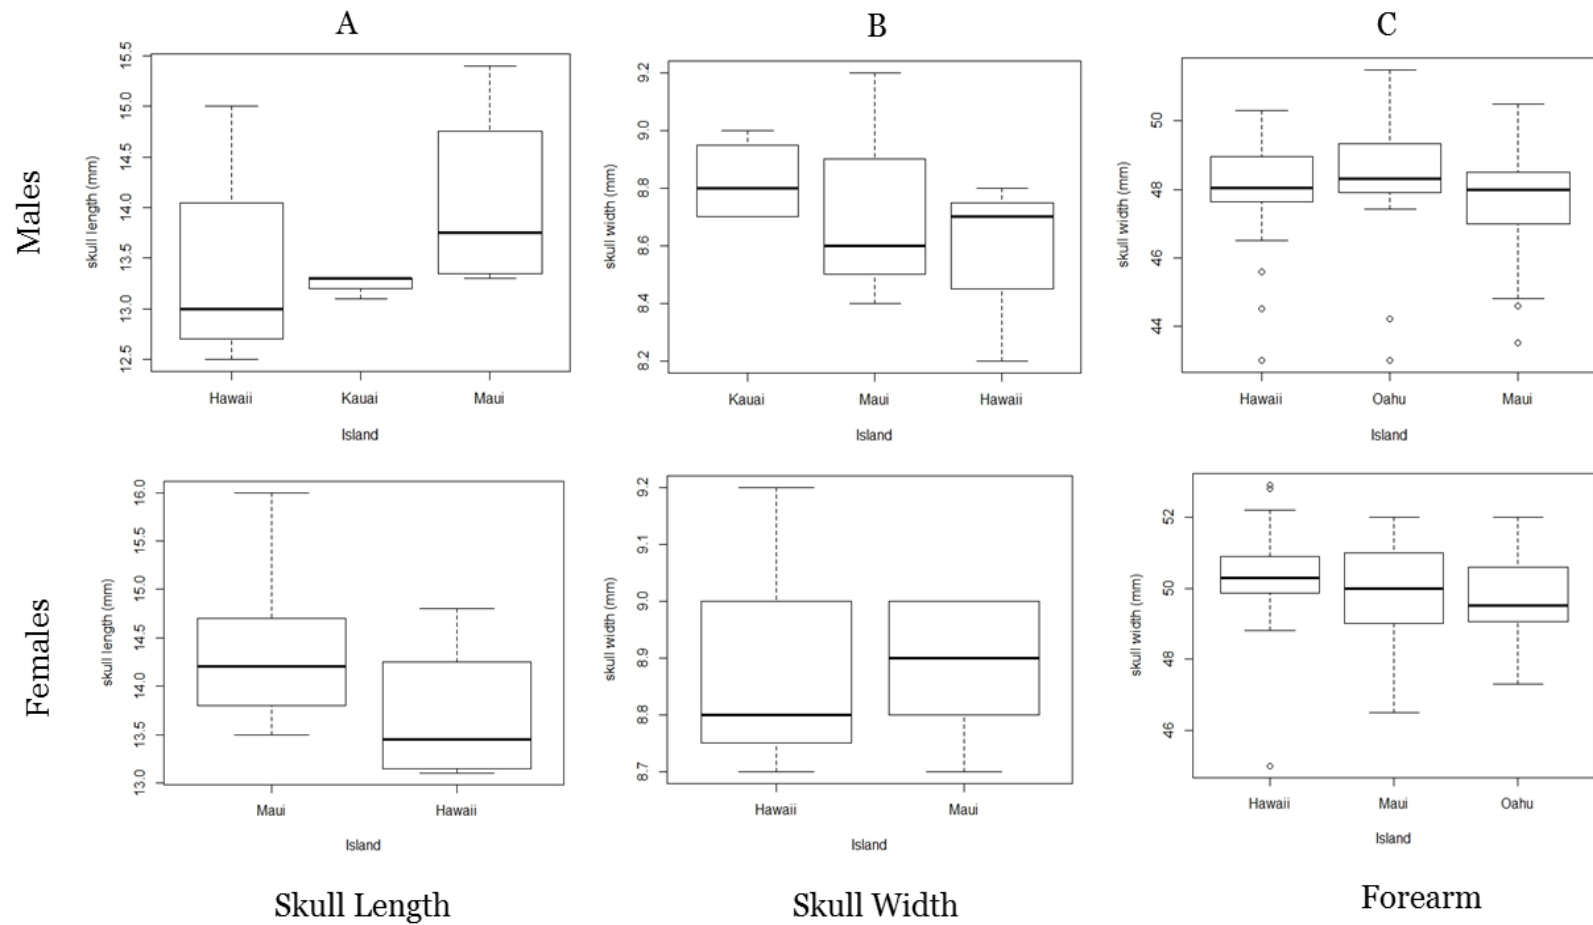 A
B
C
Males
skull length (mm)
15.5
15.0
14.5
14.0
13.5
13.0
12.5
Hawaii
Kauai
Maui
Island
skull width (mm)
9.2
9.0
8.8
8.6
8.4
8.2
Kauai
Maui
Hawaii
Island
skull width (mm)
50
48
46
44
Hawaii
Oahu
Maui
Island
Females
skull length (mm)
16.0
15.5
15.0
14.5
14.0
13.5
13.0
Maui
Hawaii
Island
skull width (mm)
9.2
9.1
9.0
8.9
8.8
8.7
Hawaii
Maui
Island
skull width (mm)
52
50
48
46
Hawaii
Maui
Oahu
Island
Skull Length
Skull Width
Forearm